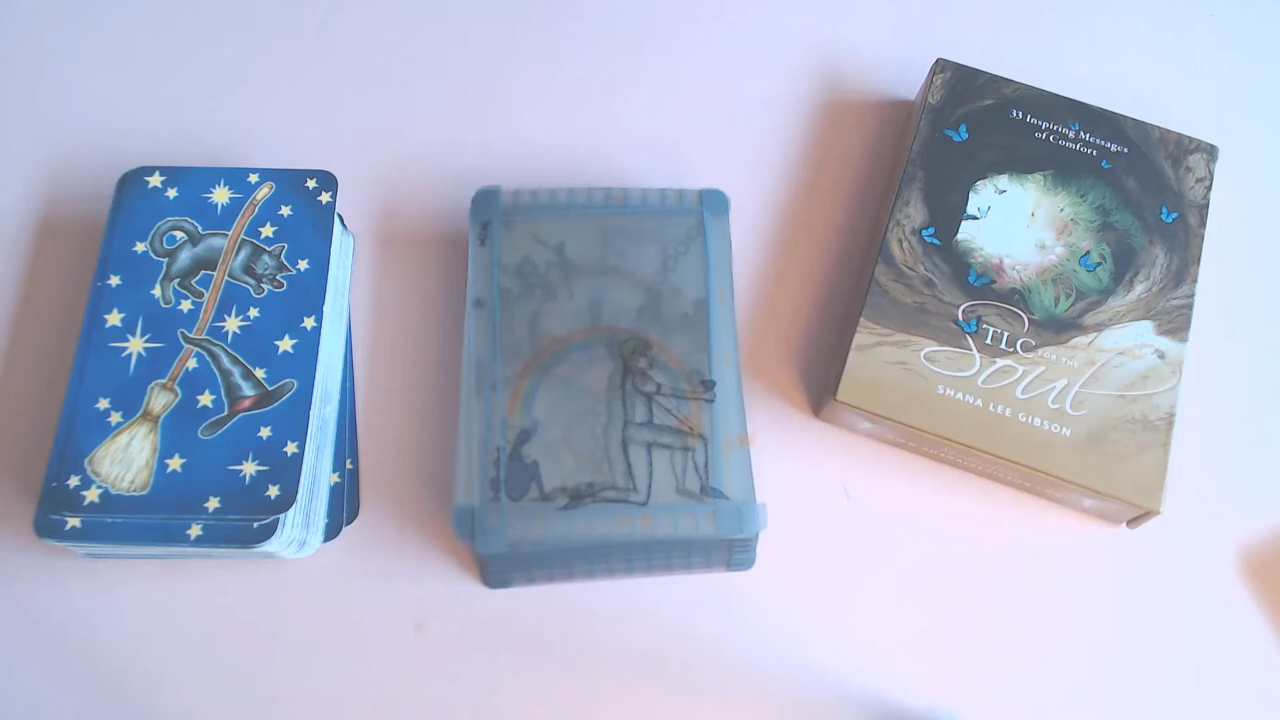 33 Inspiring Messages
of Comfort
TLC FOR THE
Soul
SHANA LEE GIBSON